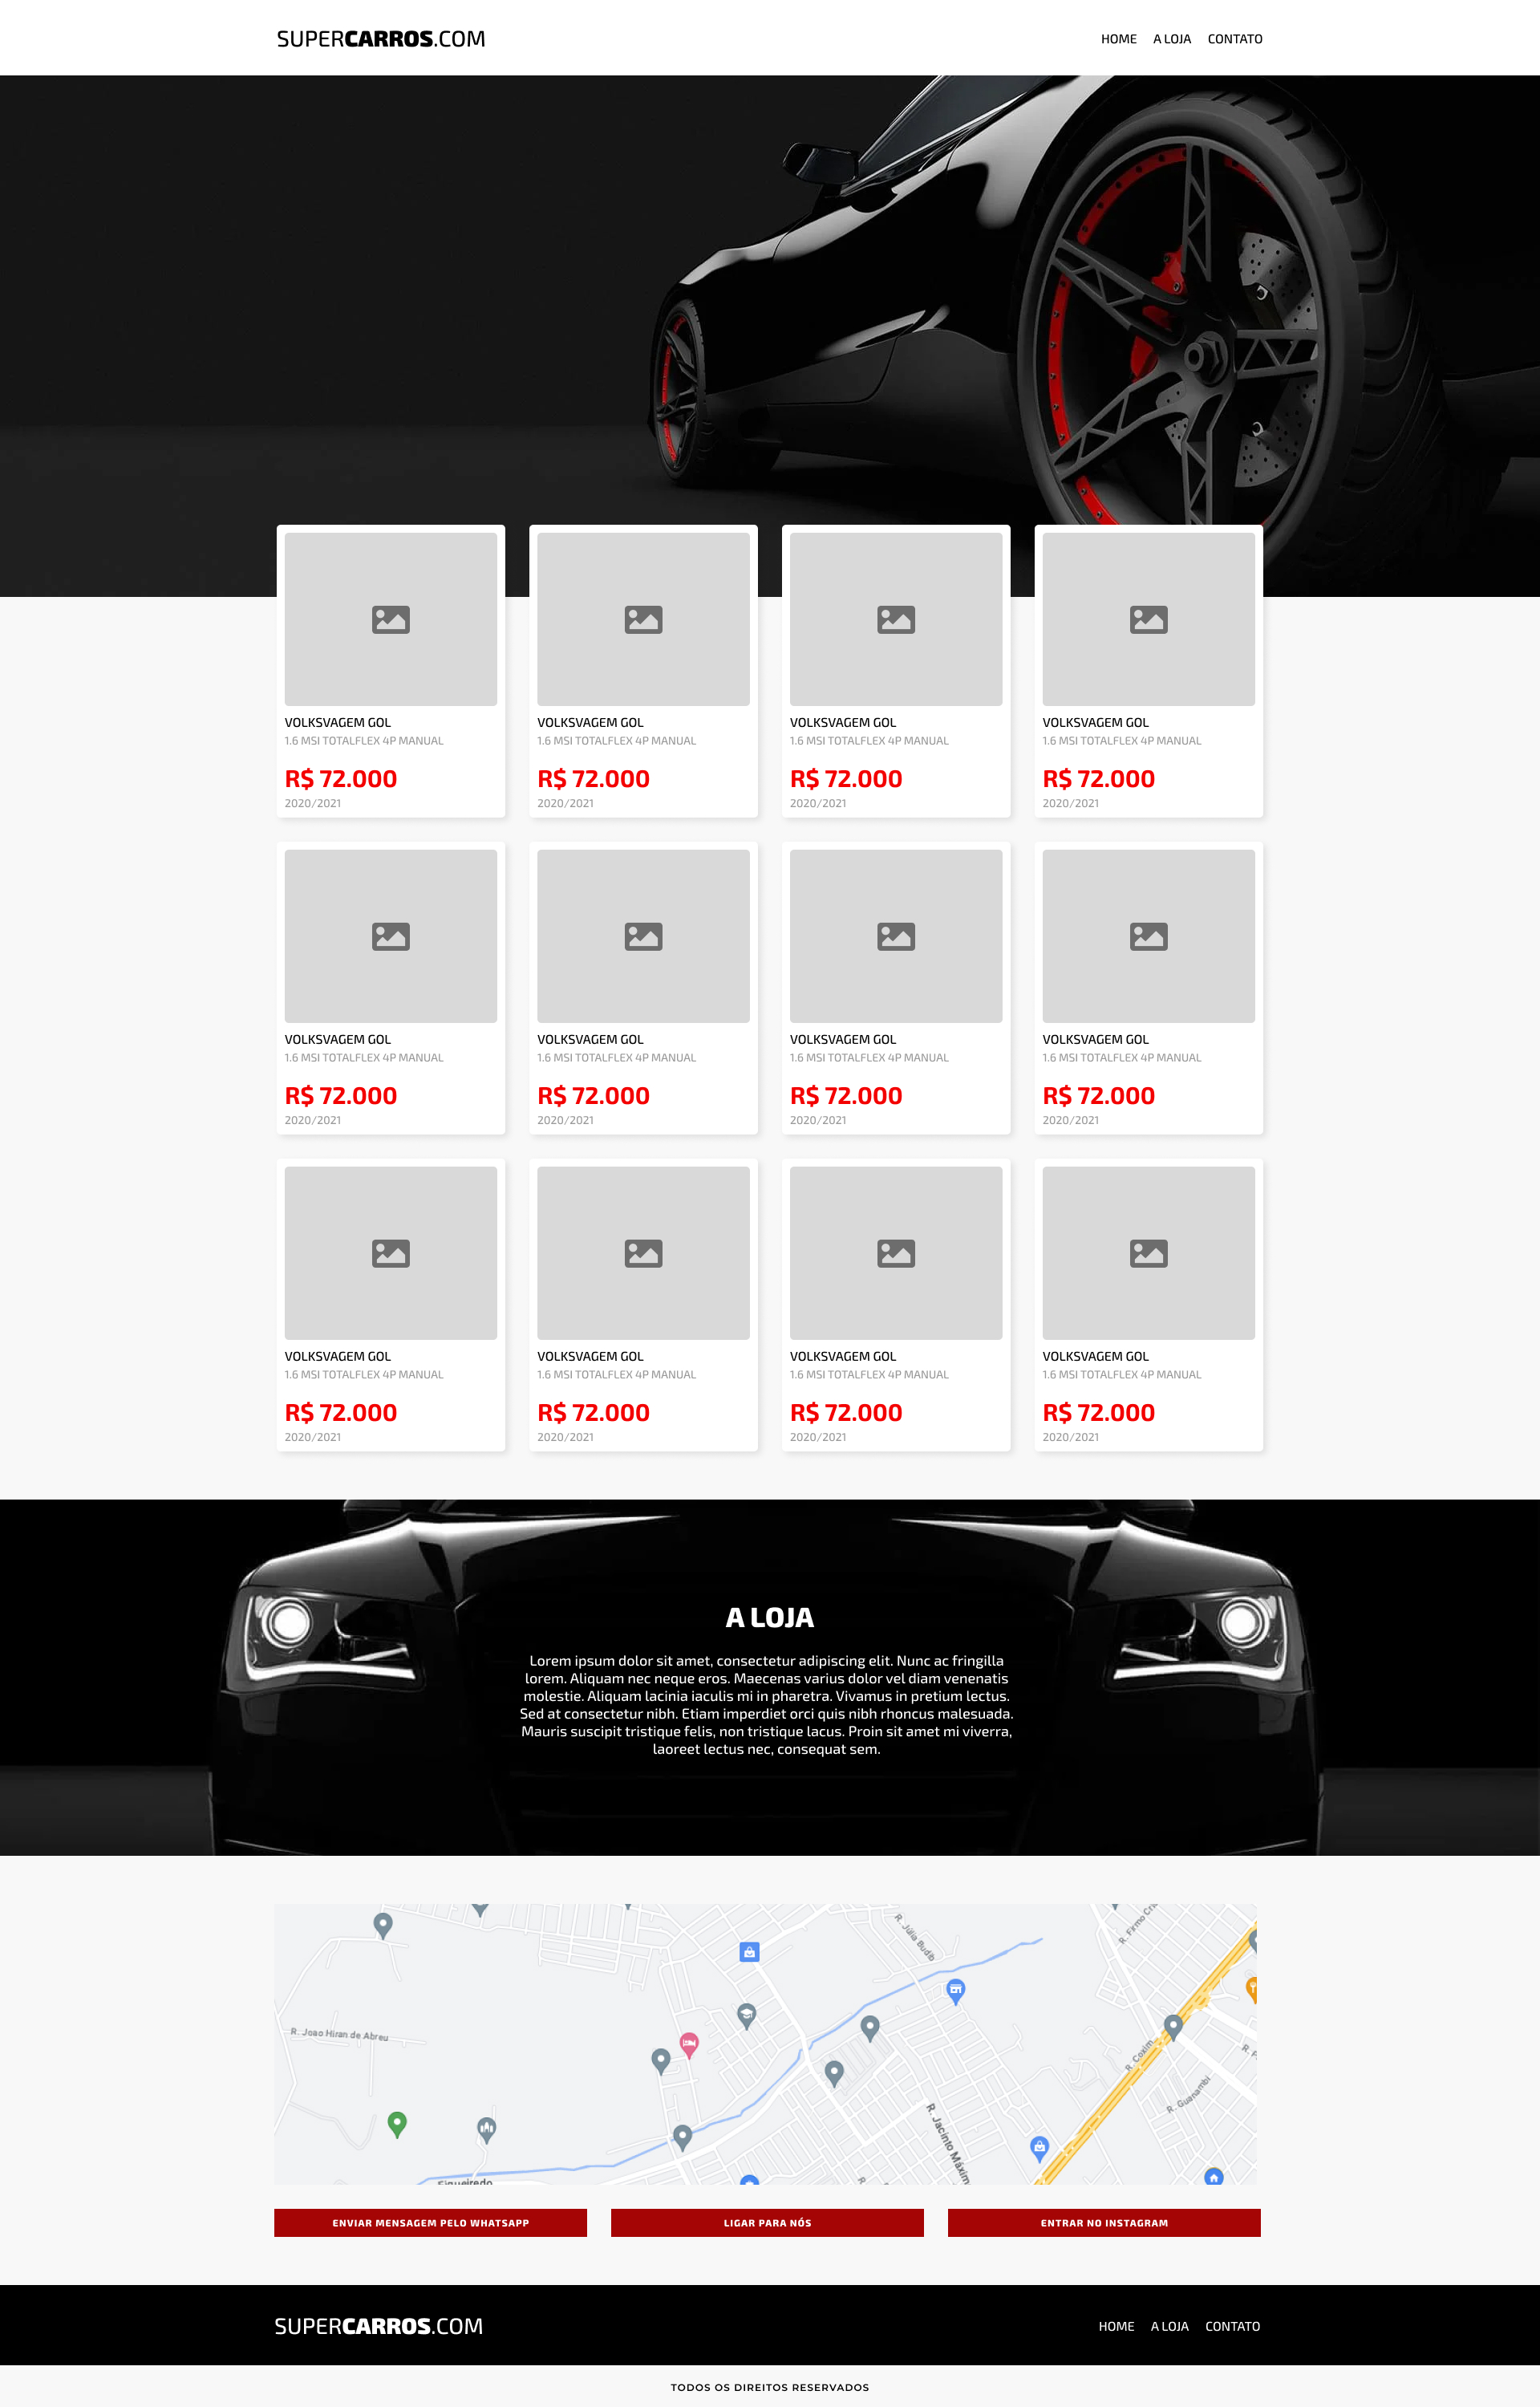 SUPERCARROS.COM
HOME A LOJA CONTATO
VOLKSVAGEM GOL
1.6 MSI TOTALFLEX 4P MANUAL
R$ 72.000
2020/2021
VOLKSVAGEM GOL
1.6 MSI TOTALFLEX 4P MANUAL
R$ 72.000
2020/2021
VOLKSVAGEM GOL
1.6 MSI TOTALFLEX 4P MANUAL
R$ 72.000
2020/2021
VOLKSVAGEM GOL
1.6 MSI TOTALFLEX 4P MANUAL
R$ 72.000
2020/2021
VOLKSVAGEM GOL
1.6 MSI TOTALFLEX 4P MANUAL
R$ 72.000
2020/2021
VOLKSVAGEM GOL
1.6 MSI TOTALFLEX 4P MANUAL
R$ 72.000
2020/2021
VOLKSVAGEM GOL
1.6 MSI TOTALFLEX 4P MANUAL
R$ 72.000
2020/2021
VOLKSVAGEM GOL
1.6 MSI TOTALFLEX 4P MANUAL
R$ 72.000
2020/2021
VOLKSVAGEM GOL
1.6 MSI TOTALFLEX 4P MANUAL
R$ 72.000
2020/2021
VOLKSVAGEM GOL
1.6 MSI TOTALFLEX 4P MANUAL
R$ 72.000
2020/2021
VOLKSVAGEM GOL
1.6 MSI TOTALFLEX 4P MANUAL
R$ 72.000
2020/2021
VOLKSVAGEM GOL
1.6 MSI TOTALFLEX 4P MANUAL
R$ 72.000
2020/2021
A LOJA
Lorem ipsum dolor sit amet, consectetur adipiscing elit. Nunc ac fringilla
lorem. Aliquam nec neque eros. Maecenas varius dolor vel diam venenatis
molestie. Aliquam lacinia iaculis mi in pharetra. Vivamus in pretium lectus.
Sed at consectetur nibh. Etiam imperdiet orci quis nibh rhoncus malesuada.
Mauris suscipit tristique felis, non tristique lacus. Proin sit amet mi viverra,
laoreet lectus nec, consequat sem.
R. Júlia Budib
R. Firmo
R. Joao Hiran de Abreu
R. Coxim
R. Guanambi
R. Jacinto Máxim
Figueiredo
ENVIAR MENSAGEM PELO WHATSAPP
LIGAR PARA NÓS
ENTRAR NO INSTAGRAM
SUPERCARROS.COM
HOME A LOJA CONTATO
TODOS OS DIREITOS RESERVADOS